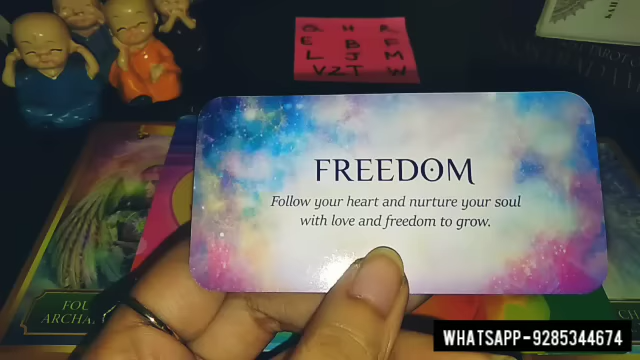 Q H R
E B F
L J M
V Z T W
FREEDOM
Follow your heart and nurture your soul
with love and freedom to grow.
WHATSAPP-9285344674